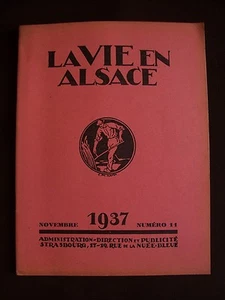 LA VIE EN
ALSACE
NOVEMBRE 1937 NUMÉRO 11
ADMINISTRATION-DIRECTION ET PUBLICITÉ
STRASBOURG, 17-19, RUE DE LA NUÉE-BLEUE